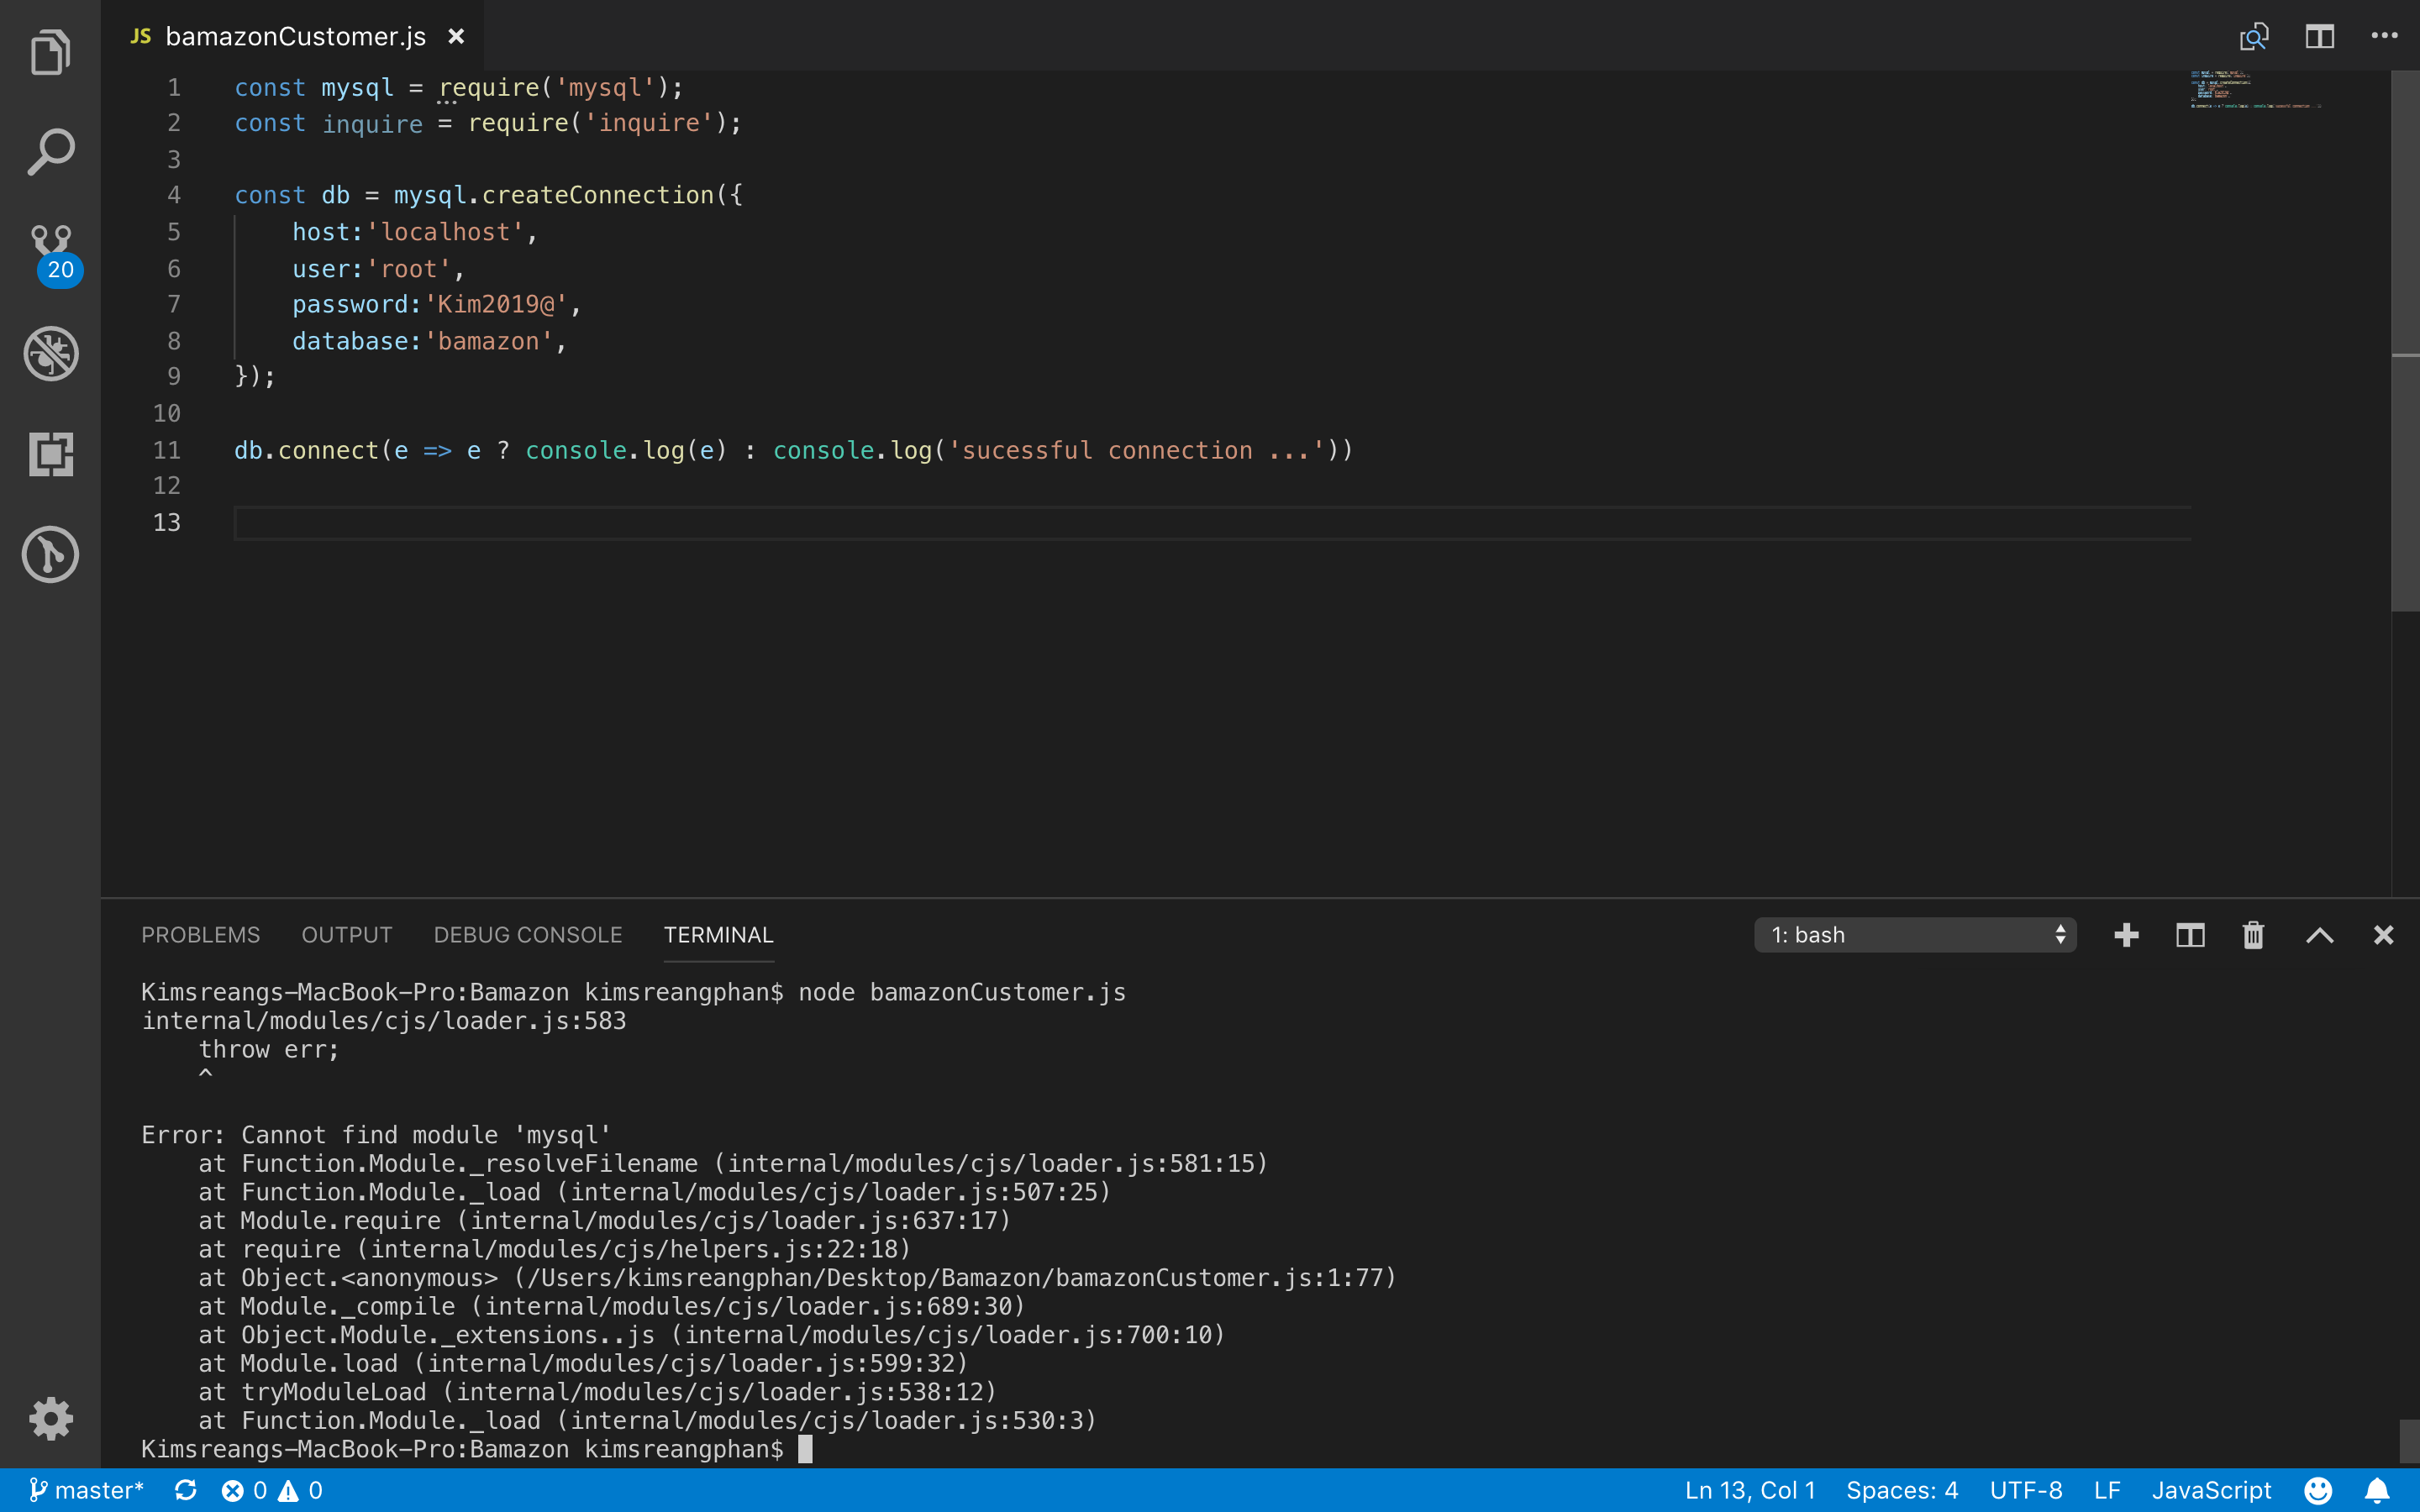 JS bamazonCustomer.js ×
1 const mysql = require('mysql');
2 const inquire = require('inquire');
3
4 const db = mysql.createConnection({
5     host:'localhost',
6     user:'root',
7     password:'Kim2019@',
8     database:'bamazon',
9 });
10
11 db.connect(e => e ? console.log(e) : console.log('sucessful connection ...'))
12
13
20
PROBLEMS OUTPUT DEBUG CONSOLE TERMINAL 1: bash
Kimsreangs-MacBook-Pro:Bamazon kimsreangphan$ node bamazonCustomer.js
internal/modules/cjs/loader.js:583
    throw err;
    ^
Error: Cannot find module 'mysql'
    at Function.Module._resolveFilename (internal/modules/cjs/loader.js:581:15)
    at Function.Module._load (internal/modules/cjs/loader.js:507:25)
    at Module.require (internal/modules/cjs/loader.js:637:17)
    at require (internal/modules/cjs/helpers.js:22:18)
    at Object.<anonymous> (/Users/kimsreangphan/Desktop/Bamazon/bamazonCustomer.js:1:77)
    at Module._compile (internal/modules/cjs/loader.js:689:30)
    at Object.Module._extensions..js (internal/modules/cjs/loader.js:700:10)
    at Module.load (internal/modules/cjs/loader.js:599:32)
    at tryModuleLoad (internal/modules/cjs/loader.js:538:12)
    at Function.Module._load (internal/modules/cjs/loader.js:530:3)
Kimsreangs-MacBook-Pro:Bamazon kimsreangphan$
master* 0 0 Ln 13, Col 1 Spaces: 4 UTF-8 LF JavaScript